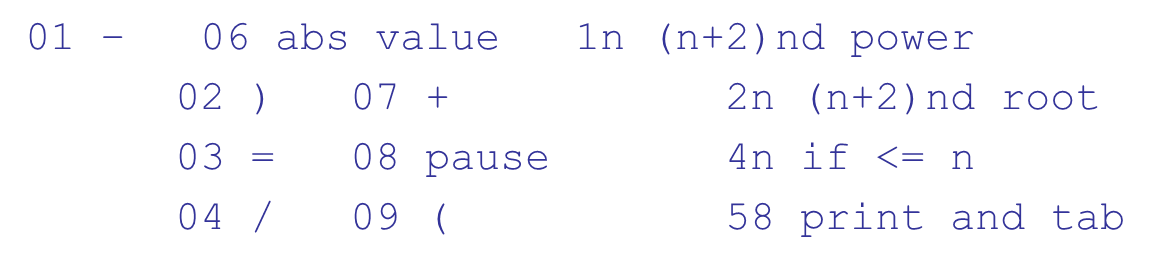 01 -   06 abs value   1n (n+2)nd power
02 )   07 +   2n (n+2)nd root
03 =   08 pause   4n if <= n
04 /   09 (   58 print and tab